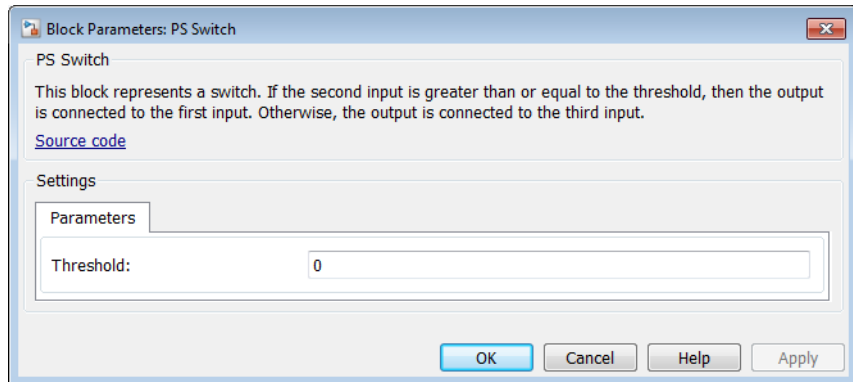 Block Parameters: PS Switch
PS Switch
This block represents a switch. If the second input is greater than or equal to the threshold, then the output
is connected to the first input. Otherwise, the output is connected to the third input.
Source code
Settings
Parameters
Threshold: 0
OK Cancel Help Apply